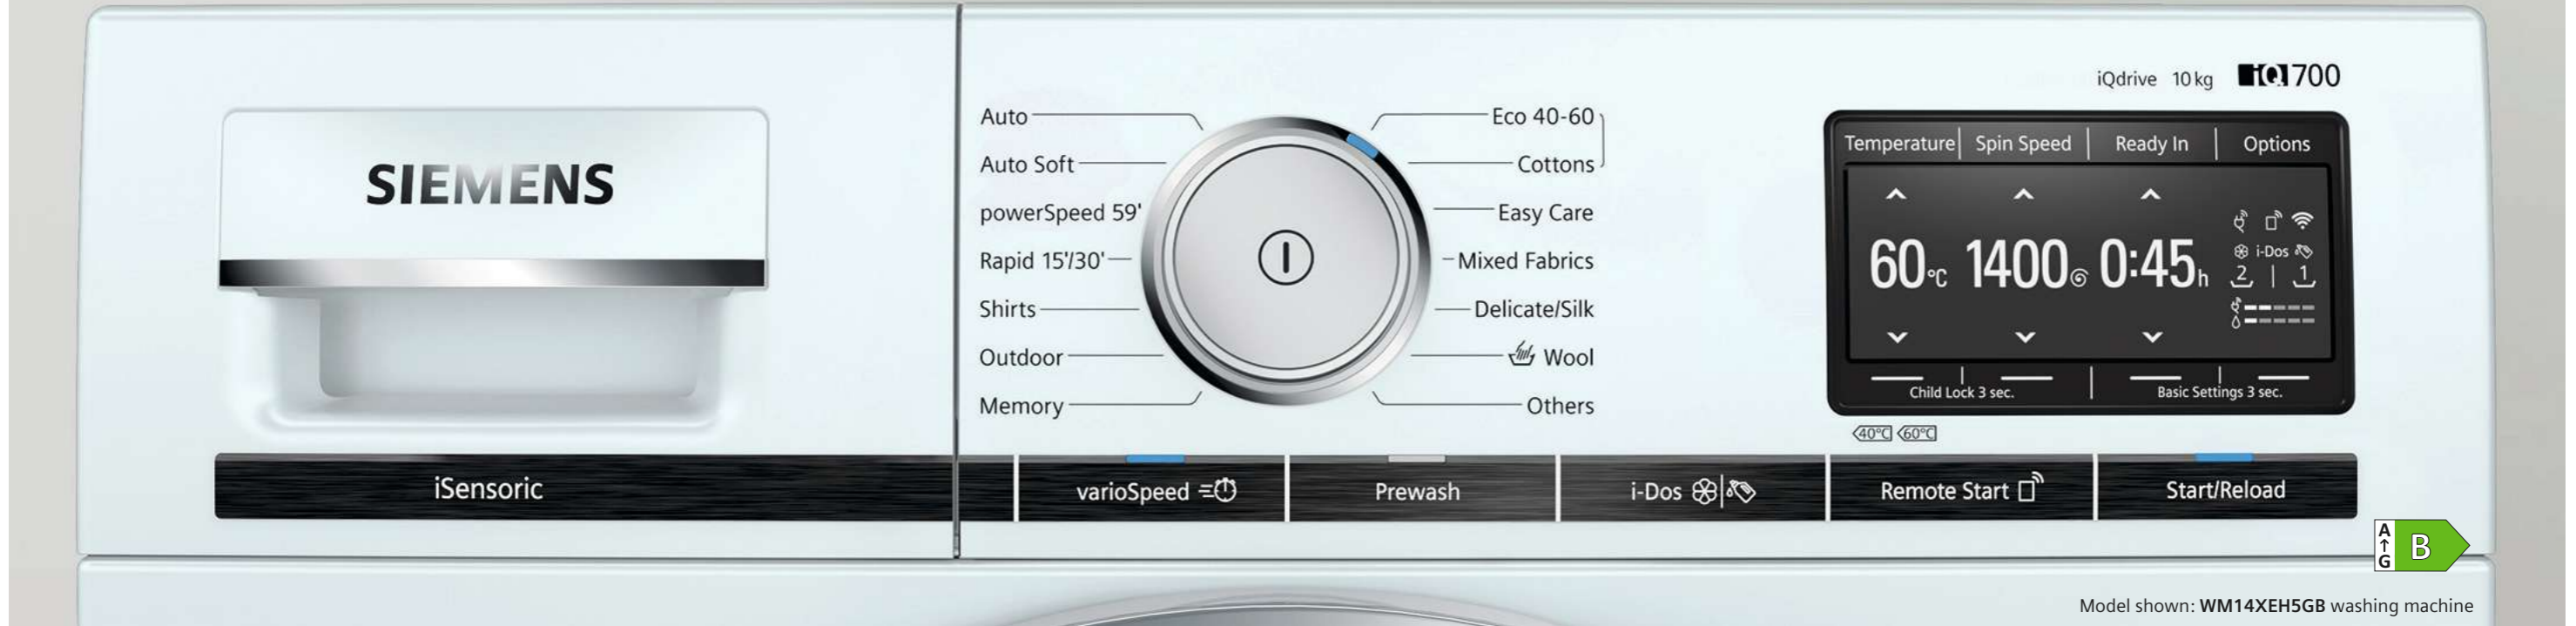 SIEMENS
iSensoric
Auto
Auto Soft
powerSpeed 59'
Rapid 15'/30'
Shirts
Outdoor
Memory
Eco 40-60
Cottons
Easy Care
Mixed Fabrics
Delicate/Silk
Wool
Others
iQdrive 10 kg iQ700
Temperature Spin Speed Ready In Options
60 °C 1400 0:45 h
i-Dos
2 | 1
Child Lock 3 sec. Basic Settings 3 sec.
40°C 60°C
varioSpeed Prewash i-Dos Remote Start Start/Reload
A
G
B
Model shown: WM14XEH5GB washing machine